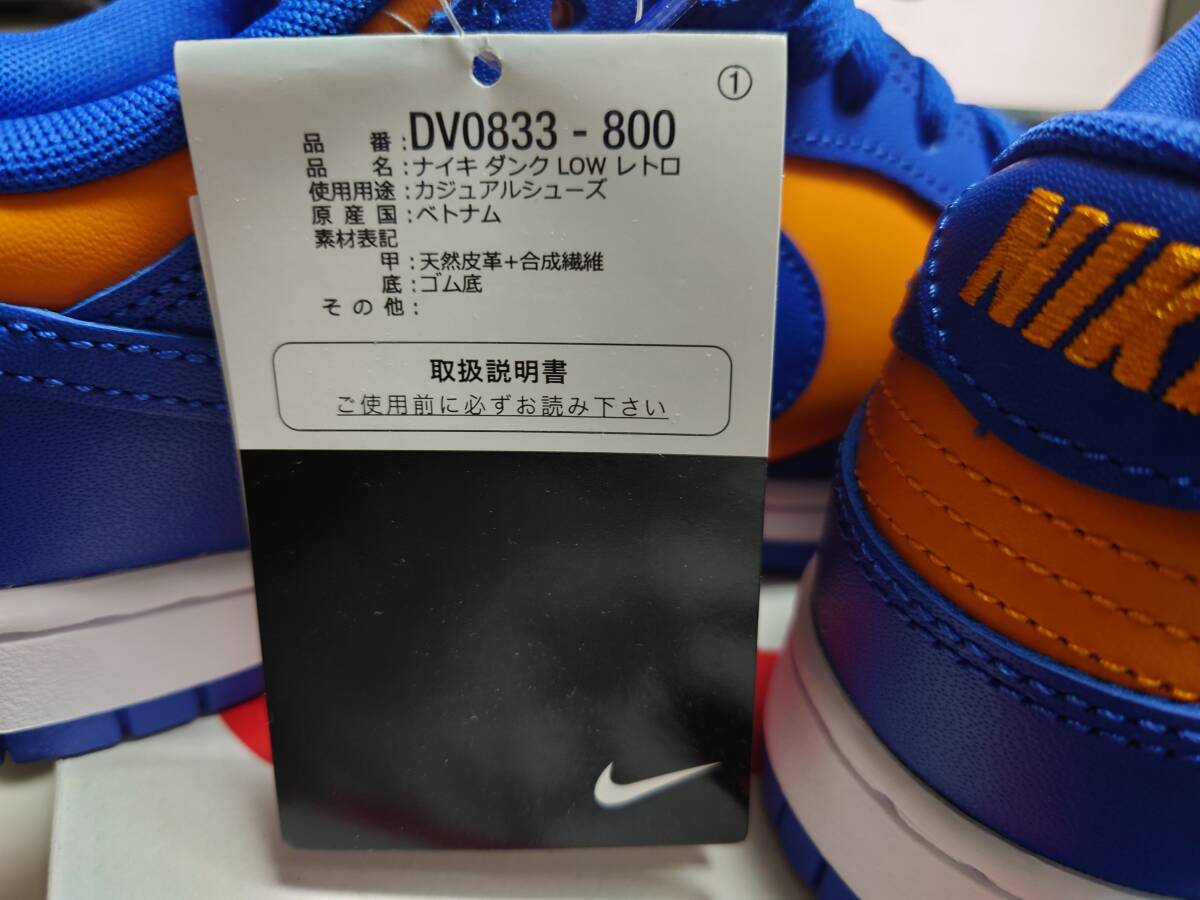 ①
品 番:DV0833 - 800
品 名:ナイキ ダンク LOW レトロ
使用用途:カジュアルシューズ
原 産 国:ベトナム
素材表記
甲:天然皮革+合成繊維
底:ゴム底
そ の 他:
取扱説明書
ご使用前に必ずお読み下さい
NIK